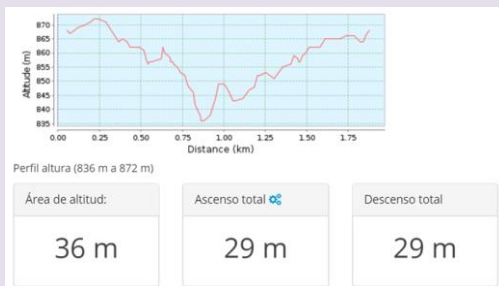 870
865
860
855
850
845
840
835
Altitude (m)
0.00 0.25 0.50 0.75 1.00 1.25 1.50 1.75
Distance (km)
Perfil altura (836 m a 872 m)
Área de altitud:
36 m
Ascenso total
29 m
Descenso total
29 m